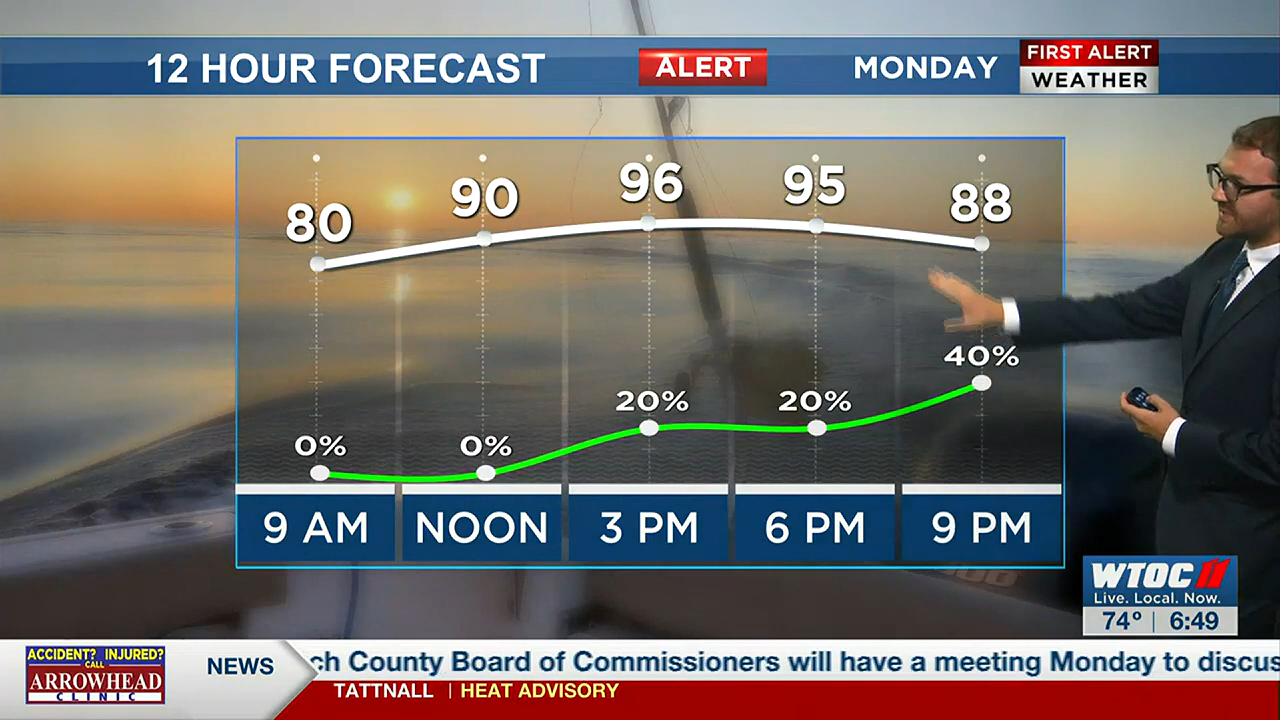 12 HOUR FORECAST
ALERT
MONDAY
FIRST ALERT
WEATHER
80
90
96
95
88
0%
0%
20%
20%
40%
9 AM
NOON
3 PM
6 PM
9 PM
WTOC 11
Live. Local. Now.
74° | 6:49
ACCIDENT? INJURED?
CALL
ARROWHEAD
CLINIC
NEWS
ch County Board of Commissioners will have a meeting Monday to discus
TATTNALL | HEAT ADVISORY